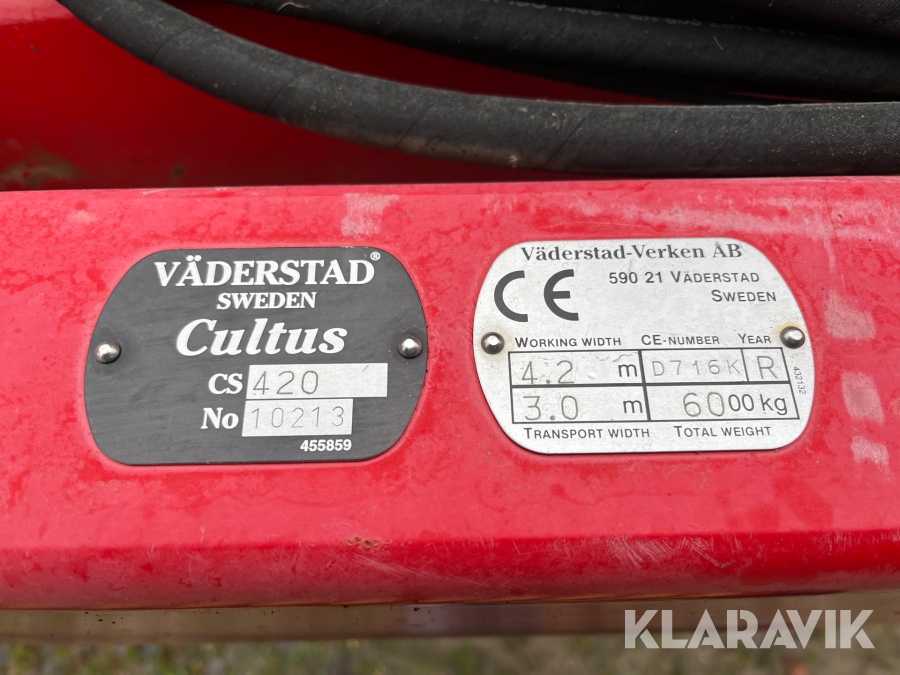 VÄDERSTAD®
SWEDEN
Cultus
CS 420
No 10213
455859
Väderstad-Verken AB
CE
590 21 VÄDERSTAD
SWEDEN
WORKING WIDTH CE-NUMBER YEAR
4.2 m D716K R
3.0 m 6000 kg
TRANSPORT WIDTH TOTAL WEIGHT
432132
KLARAVIK